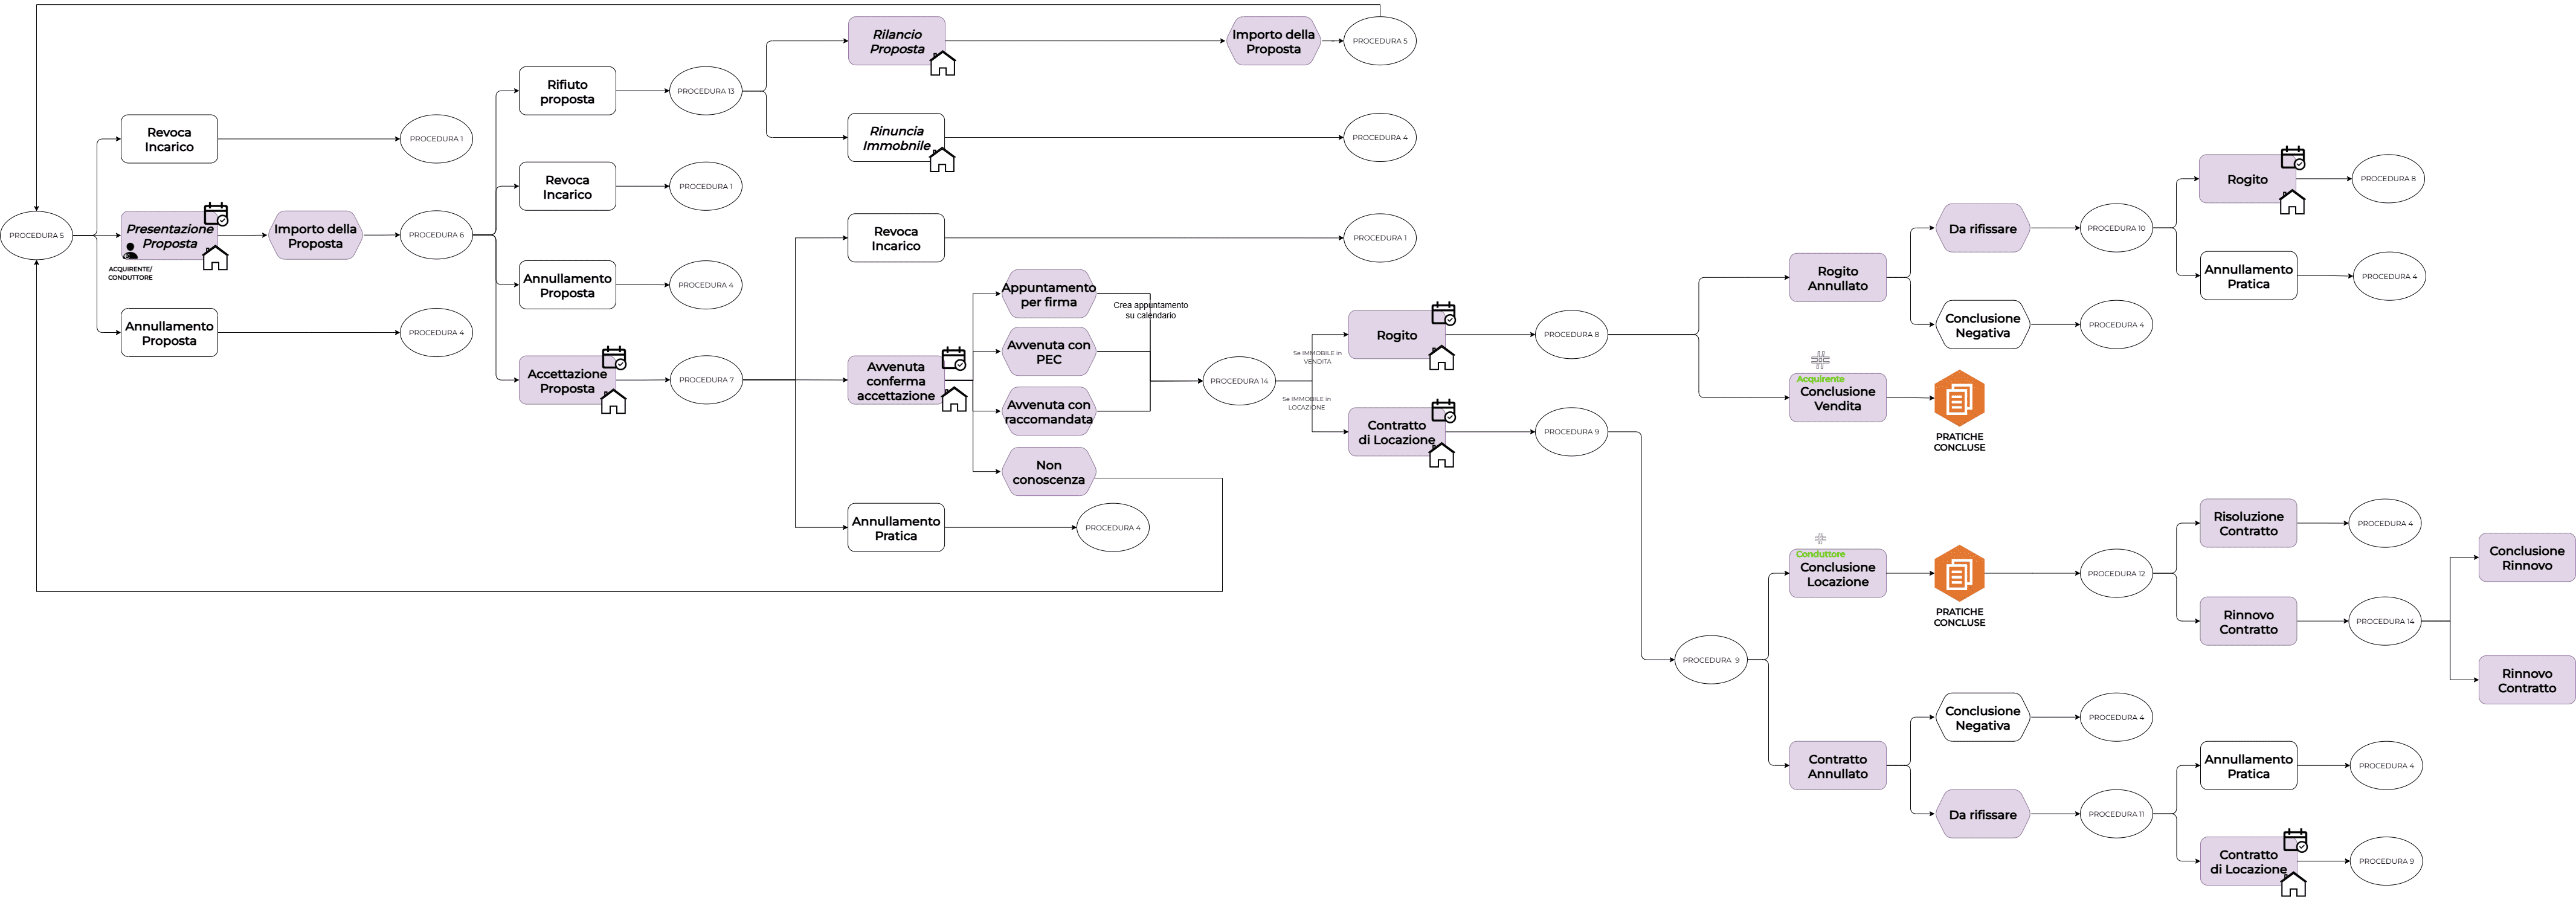 Rilancio
Proposta
Importo della
Proposta
PROCEDURA 5
Rifiuto
proposta
PROCEDURA 13
Rinuncia
Immobnile
PROCEDURA 4
Revoca
Incarico
PROCEDURA 1
Revoca
Incarico
PROCEDURA 1
PROCEDURA 5
Presentazione
Proposta
ACQUIRENTE/
CONDUTTORE
Importo della
Proposta
PROCEDURA 6
Revoca
Incarico
PROCEDURA 1
Annullamento
Proposta
PROCEDURA 4
Annullamento
Proposta
PROCEDURA 4
Accettazione
Proposta
PROCEDURA 7
Avvenuta
conferma
accettazione
Appuntamento
per firma
Crea appuntamento
su calendario
Avvenuta con
PEC
Avvenuta con
raccomandata
Non
conoscenza
Annullamento
Pratica
PROCEDURA 4
PROCEDURA 14
Se IMMOBILE in
VENDITA
Se IMMOBILE in
LOCAZIONE
Rogito
PROCEDURA 8
Contratto
di Locazione
PROCEDURA 9
Rogito
Annullato
Da rifissare
PROCEDURA 10
Rogito
PROCEDURA 8
Annullamento
Pratica
PROCEDURA 4
Conclusione
Negativa
PROCEDURA 4
Acquirente
Conclusione
Vendita
PRATICHE
CONCLUSE
PROCEDURA 9
Conduttore
Conclusione
Locazione
PRATICHE
CONCLUSE
PROCEDURA 12
Risoluzione
Contratto
PROCEDURA 4
Rinnovo
Contratto
PROCEDURA 14
Conclusione
Rinnovo
Rinnovo
Contratto
Contratto
Annullato
Conclusione
Negativa
PROCEDURA 4
Da rifissare
PROCEDURA 11
Annullamento
Pratica
PROCEDURA 4
Contratto
di Locazione
PROCEDURA 9